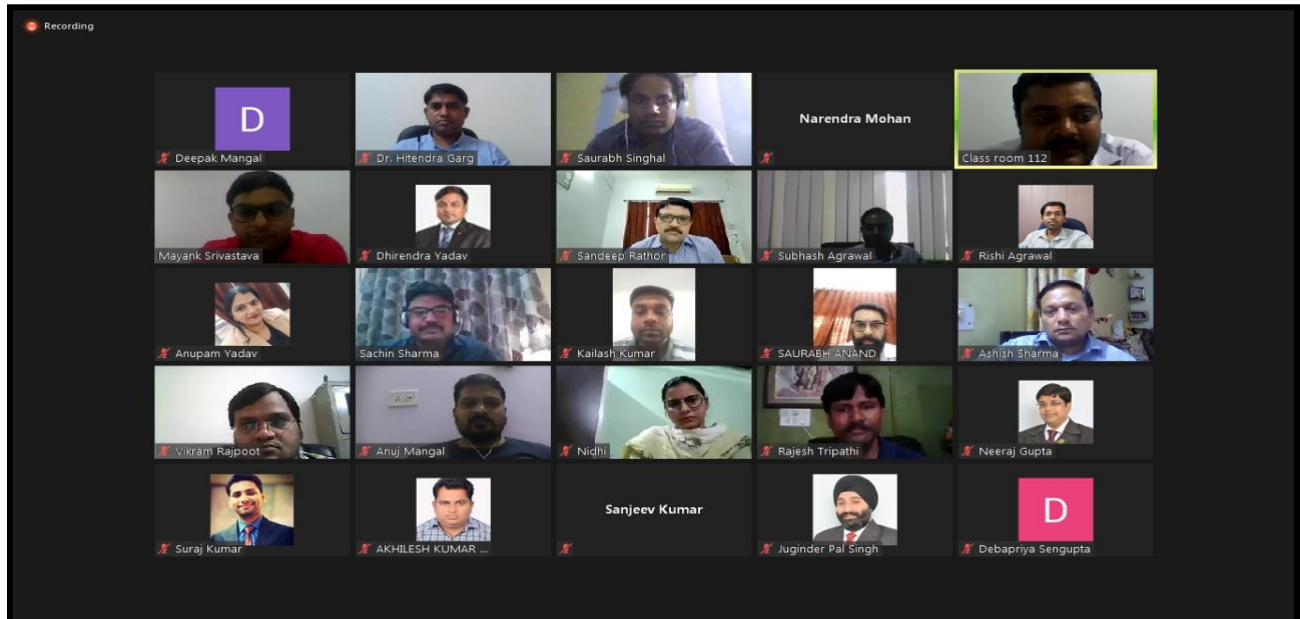 Recording
D
Deepak Mangal
Dr. Hitendra Garg
Saurabh Singhal
Narendra Mohan
Class room 112
Mayank Srivastava
Dhirendra Yadav
Sandeep Rathor
Subhash Agrawal
Rishi Agrawal
Anupam Yadav
Sachin Sharma
Kailash Kumar
SAURABH ANAND
Ashish Sharma
Vikram Rajpoot
Anuj Mangal
Nidhi
Rajesh Tripathi
Neeraj Gupta
Suraj Kumar
AKHILESH KUMAR ...
Sanjeev Kumar
Juginder Pal Singh
D
Debapriya Sengupta